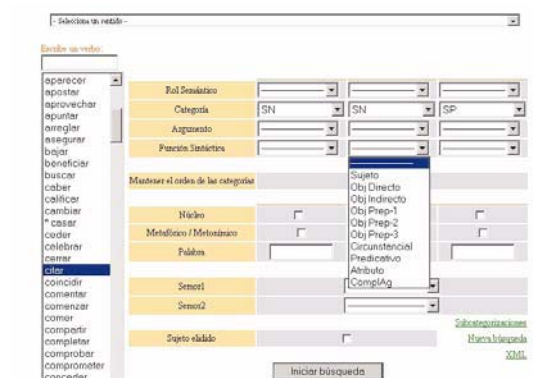 - Seleccione un sentido -
Escribe un verbo:
aparecer
apostar
aprovechar
apuntar
arreglar
asegurar
bajar
beneficiar
buscar
caber
calificar
cambiar
* casar
ceder
celebrar
cerrar
citar
coincidir
comentar
comenzar
comer
compartir
completar
comprobar
comprometer
conceder
Rol Semántico
Categoría SN SN SP
Argumento
Función Sintáctica
Sujeto
Obj Directo
Obj Indirecto
Obj Prep-1
Obj Prep-2
Obj Prep-3
Circunstancial
Predicativo
Atributo
ComplAg
Mantener el orden de las categorías
Núcleo
Metafórico / Metonímico
Palabra
Semor1
Semor2
Sujeto elidido
Subcategorizaciones
Nueva búsqueda
XML
Iniciar búsqueda